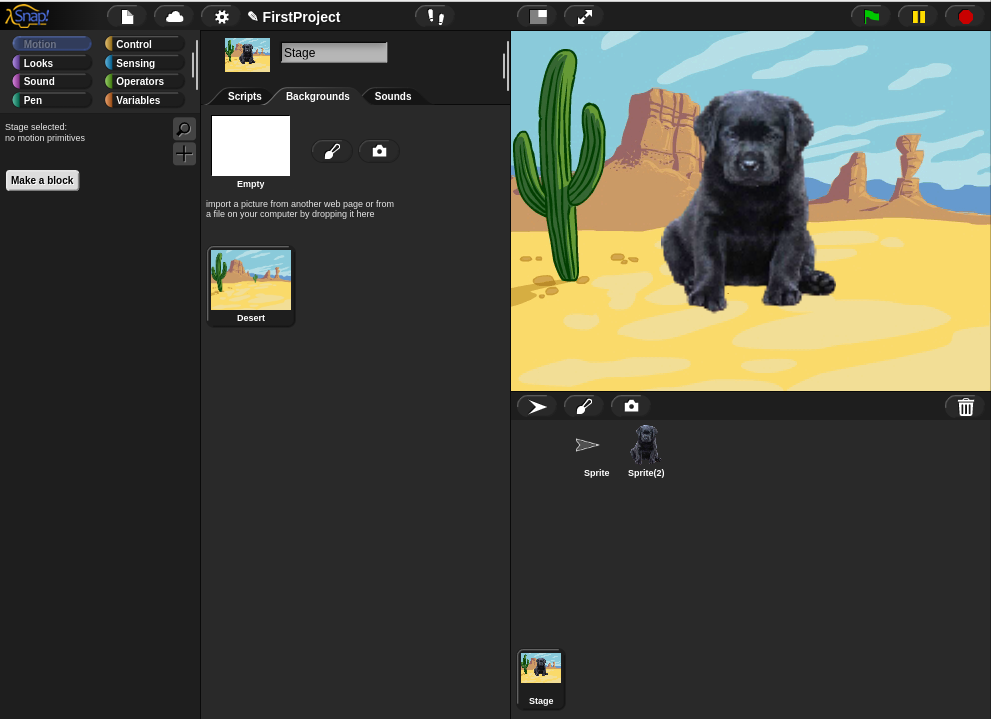 Snap!
✎ FirstProject
Motion
Control
Looks
Sensing
Sound
Operators
Pen
Variables
Stage selected:
no motion primitives
Make a block
Stage
Scripts
Backgrounds
Sounds
Empty
import a picture from another web page or from
a file on your computer by dropping it here
Desert
Sprite
Sprite(2)
Stage